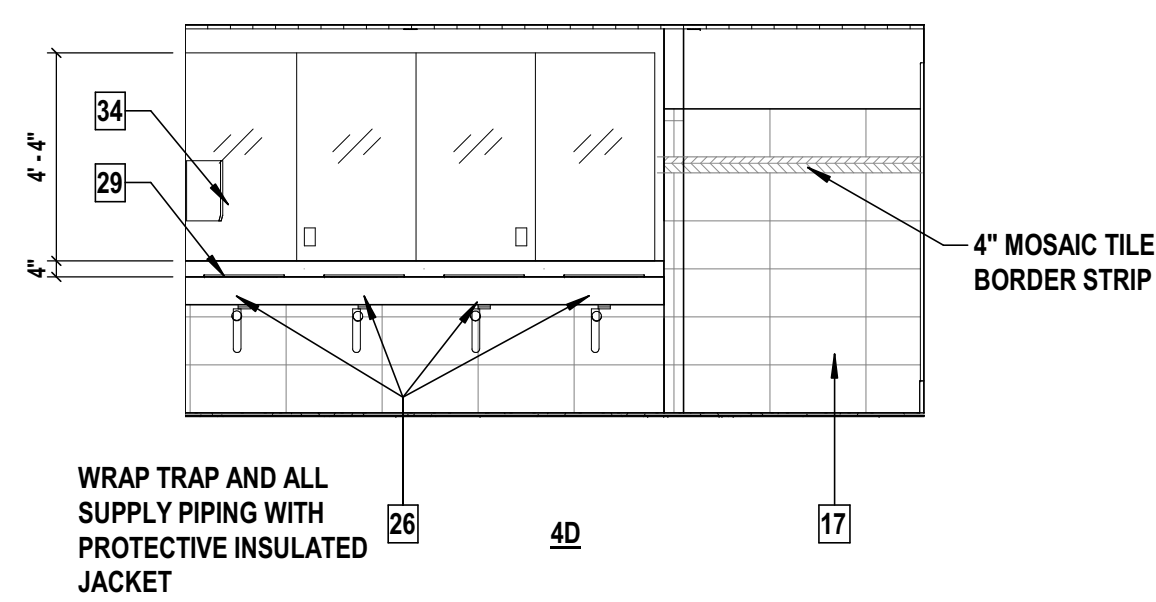 4' - 4"
34
29
4"
4" MOSAIC TILE
BORDER STRIP
WRAP TRAP AND ALL
SUPPLY PIPING WITH
PROTECTIVE INSULATED
JACKET
26
4D
17